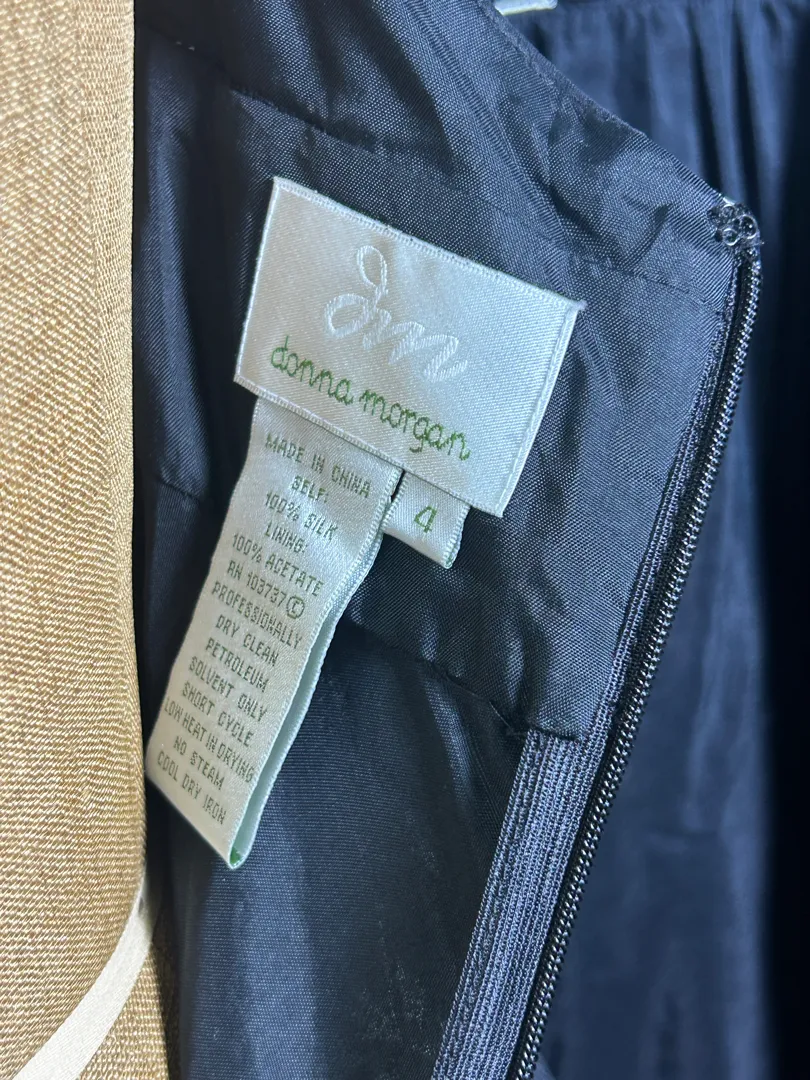 dm
donna morgan
4
MADE IN CHINA
SELF:
100% SILK
LINING:
100% ACETATE
RN 103737 Ⓒ
PROFESSIONALLY
DRY CLEAN
PETROLEUM
SOLVENT ONLY
SHORT CYCLE
LOW HEAT IN DRYING
NO STEAM
COOL DRY IRON